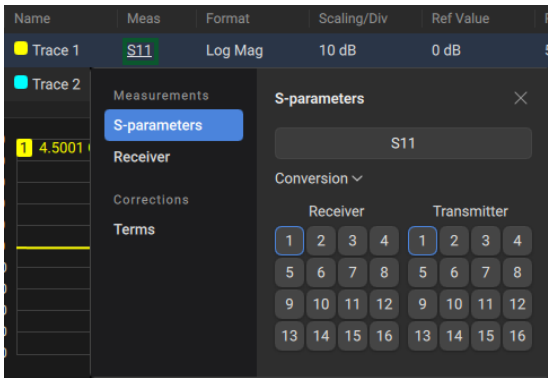 Name Meas Format Scaling/Div Ref Value
Trace 1 S11 Log Mag 10 dB 0 dB
Trace 2
1 4.5001
Measurements
S-parameters
Receiver
Corrections
Terms
S-parameters
S11
Conversion
Receiver Transmitter
1 2 3 4 1 2 3 4
5 6 7 8 5 6 7 8
9 10 11 12 9 10 11 12
13 14 15 16 13 14 15 16